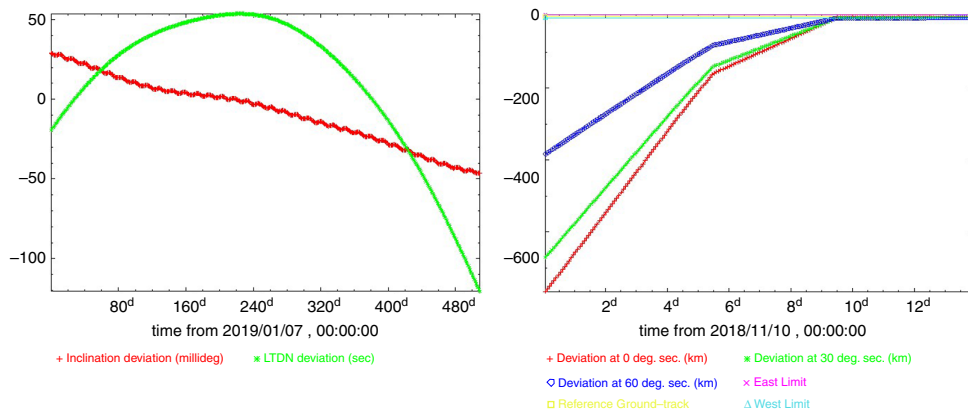 50
0
−50
−100
80d 160d 240d 320d 400d 480d
time from 2019/01/07 , 00:00:00
+ Inclination deviation (millideg)
LTDN deviation (sec)
0
−200
−400
−600
2d 4d 6d 8d 10d 12d
time from 2018/11/10 , 00:00:00
+ Deviation at 0 deg. sec. (km)
Deviation at 30 deg. sec. (km)
Deviation at 60 deg. sec. (km)
× East Limit
Reference Ground−track
West Limit